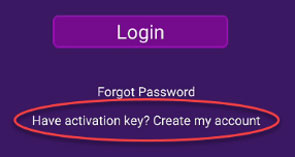 Login
Forgot Password
Have activation key? Create my account